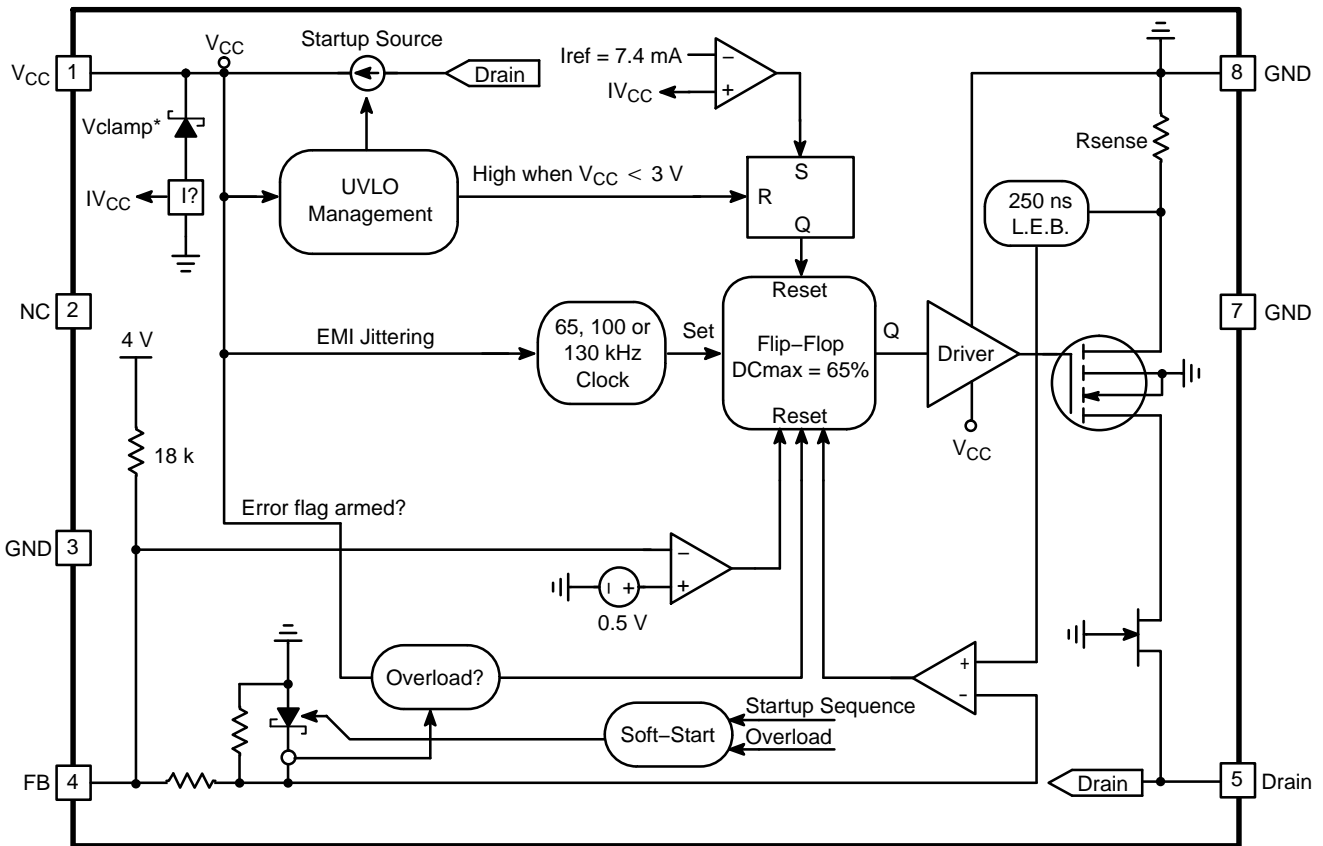 Startup Source
VCC
VCC 1
Drain
Iref = 7.4 mA
−
IVCC
+
8 GND
Vclamp*
Rsense
IVCC
I?
UVLO
Management
High when VCC < 3 V
S
R
Q
250 ns
L.E.B.
NC 2
7 GND
4 V
EMI Jittering
65, 100 or
130 kHz
Clock
Set
Reset
Flip−Flop
DCmax = 65%
Reset
Q
Driver
VCC
18 k
Error flag armed?
GND 3
−
+
− +
0.5 V
Overload?
+
−
Startup Sequence
Soft−Start
Overload
FB 4
Drain
5 Drain